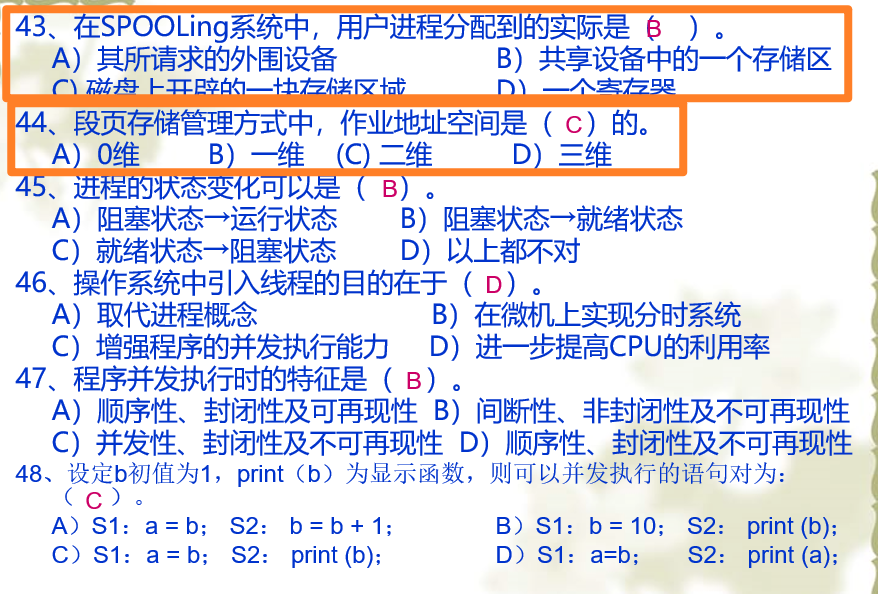 43、在SPOOLing系统中，用户进程分配到的实际是（B ）。
A）其所请求的外围设备 B）共享设备中的一个存储区
C) 磁盘上开辟的一块存储区域 D）一个寄存器
44、段页存储管理方式中，作业地址空间是（ C ）的。
A）0维 B）一维 (C) 二维 D）三维
45、进程的状态变化可以是（ B ）。
A）阻塞状态→运行状态 B）阻塞状态→就绪状态
C）就绪状态→阻塞状态 D）以上都不对
46、操作系统中引入线程的目的在于（ D ）。
A）取代进程概念 B）在微机上实现分时系统
C）增强程序的并发执行能力 D）进一步提高CPU的利用率
47、程序并发执行时的特征是（ B ）。
A）顺序性、封闭性及可再现性 B）间断性、非封闭性及不可再现性
C）并发性、封闭性及不可再现性 D）顺序性、封闭性及不可再现性
48、设定b初值为1，print（b）为显示函数，则可以并发执行的语句对为：
（ C ）。
A）S1：a = b； S2： b = b + 1； B）S1：b = 10； S2： print (b)；
C）S1：a = b； S2： print (b)； D）S1：a=b； S2： print (a)；